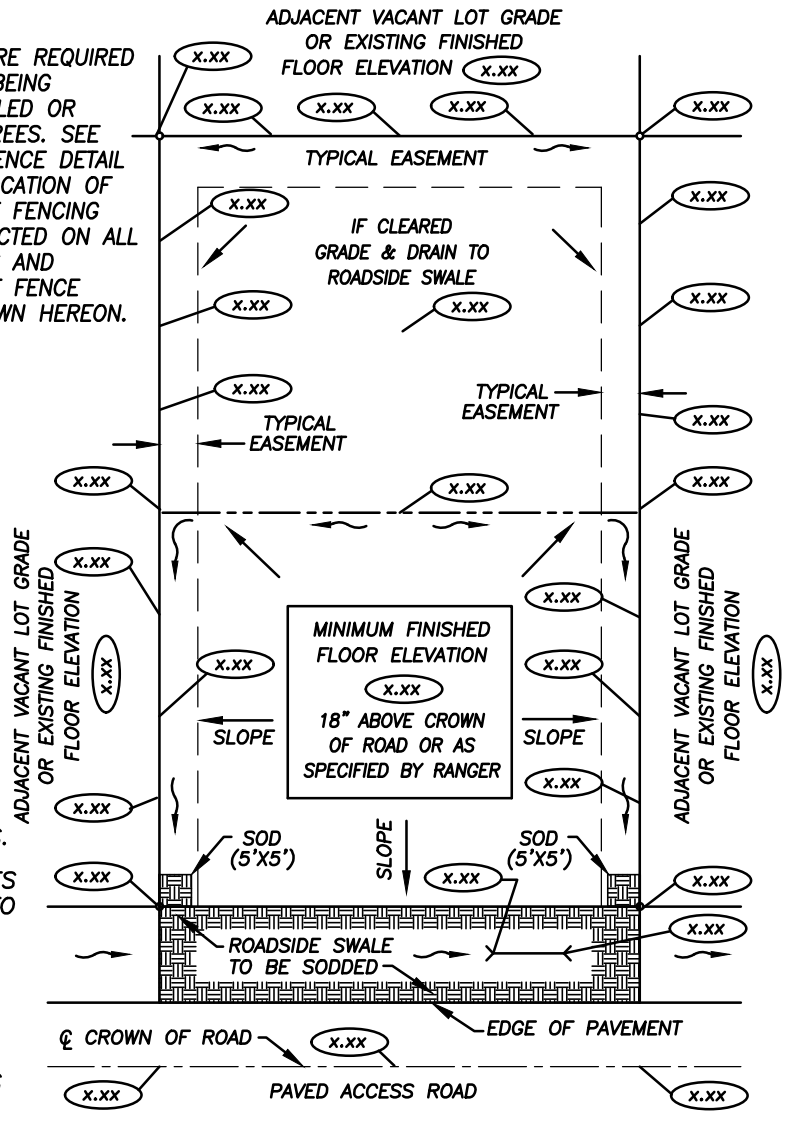 ADJACENT VACANT LOT GRADE
OR EXISTING FINISHED
FLOOR ELEVATION x.xx
RE REQUIRED
BEING
LED OR
REES. SEE
ENCE DETAIL
CATION OF
FENCING
CTED ON ALL
AND
FENCE
WN HEREON.
x.xx
x.xx
x.xx
x.xx
x.xx
TYPICAL EASEMENT
x.xx
x.xx
IF CLEARED
GRADE & DRAIN TO
ROADSIDE SWALE
x.xx
x.xx
x.xx
x.xx
TYPICAL
EASEMENT
TYPICAL
EASEMENT
x.xx
x.xx
x.xx
x.xx
x.xx
x.xx
ADJACENT VACANT LOT GRADE
OR EXISTING FINISHED
FLOOR ELEVATION
x.xx
MINIMUM FINISHED
FLOOR ELEVATION
x.xx
18" ABOVE CROWN
OF ROAD OR AS
SPECIFIED BY RANGER
x.xx
x.xx
SLOPE
SLOPE
ADJACENT VACANT LOT GRADE
OR EXISTING FINISHED
FLOOR ELEVATION
x.xx
x.xx
x.xx
SOD
(5'X5')
SLOPE
SOD
(5'X5')
TS
TO
x.xx
x.xx
x.xx
x.xx
ROADSIDE SWALE
TO BE SODDED
EDGE OF PAVEMENT
℄ CROWN OF ROAD
x.xx
x.xx
PAVED ACCESS ROAD
x.xx